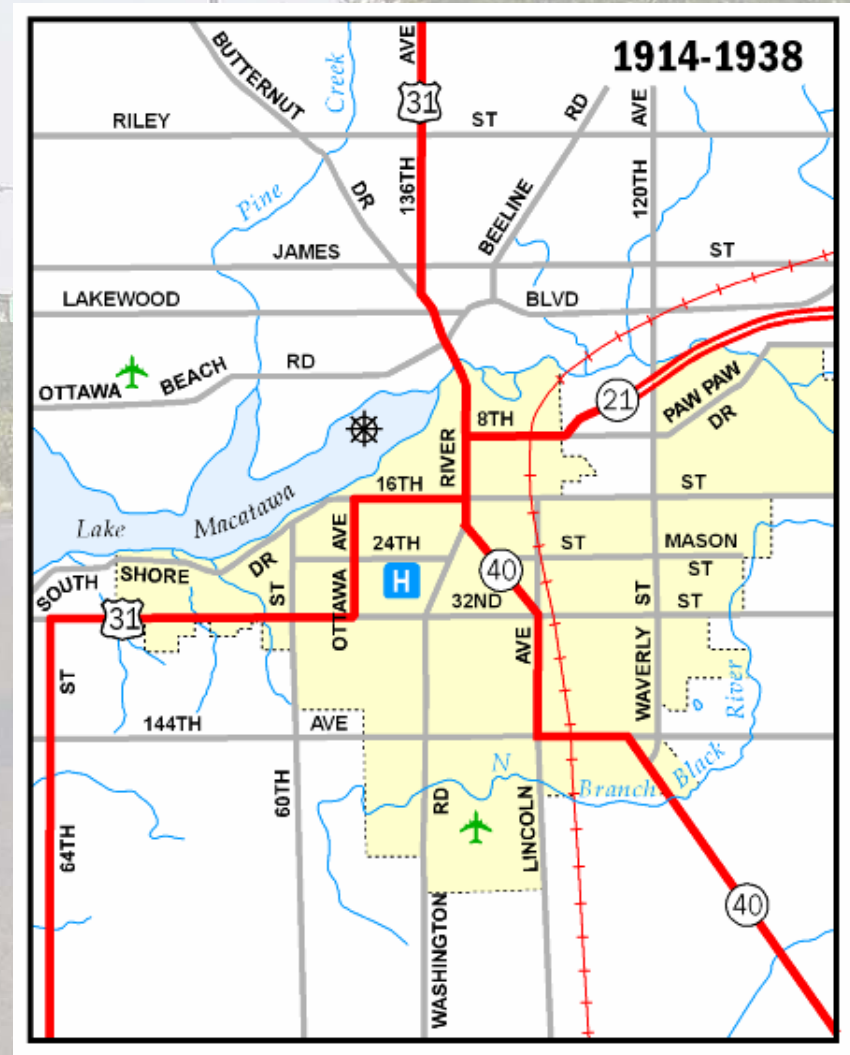 1914-1938
BUTTERNUT
DR
Pine
Creek
AVE
31
136TH
RILEY
ST
RD
BEELINE
AVE
120TH
JAMES
ST
LAKEWOOD
BLVD
OTTAWA
BEACH
RD
21
PAW PAW
DR
8TH
RIVER
16TH
ST
Lake
Macatawa
AVE
OTTAWA
24TH
ST
MASON
ST
H
40
SOUTH
SHORE
DR
31
ST
32ND
ST
AVE
ST
WAVERLY
ST
144TH
AVE
N
Branch
Black
River
64TH
60TH
RD
WASHINGTON
LINCOLN
40